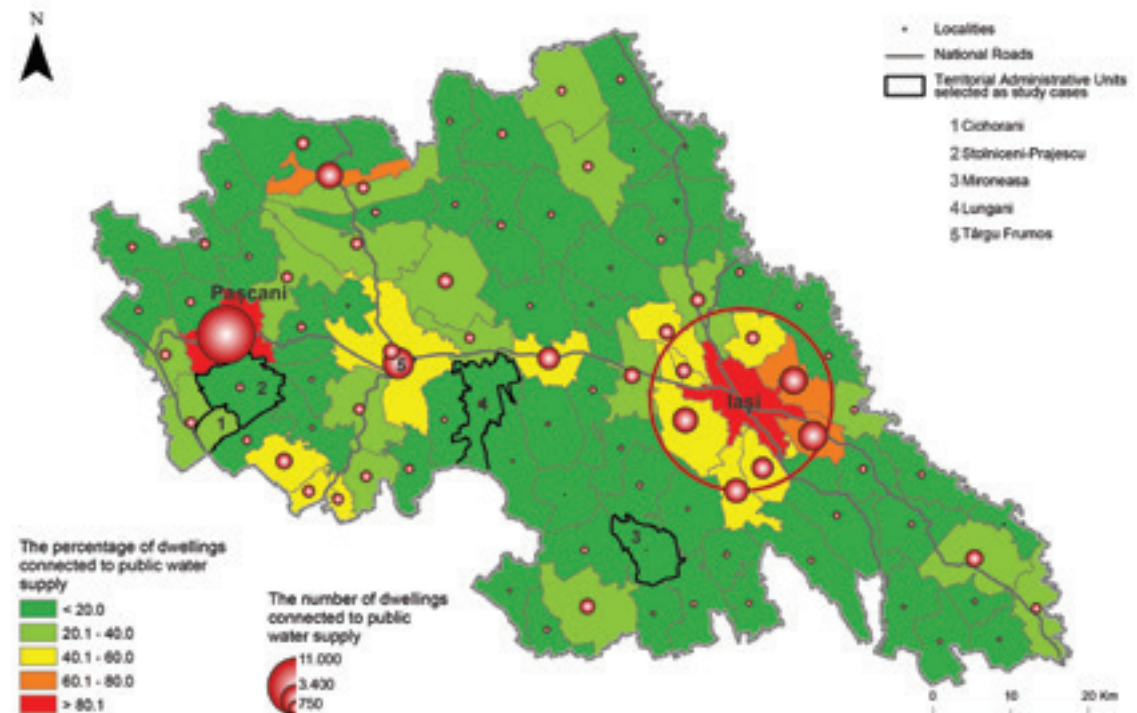 N
Localities
National Roads
Territorial Administrative Units
selected as study cases
1 Ciohorani
2 Stolniceni-Prajescu
3 Mironeasa
4 Lungani
5 Târgu Frumos
Paşcani
5
2
4
Iaşi
1
3
The percentage of dwellings
connected to public water
supply
< 20.0
20.1 - 40.0
40.1 - 60.0
60.1 - 80.0
> 80.1
The number of dwellings
connected to public
water supply
11.000
3.400
750
0 10 20 Km